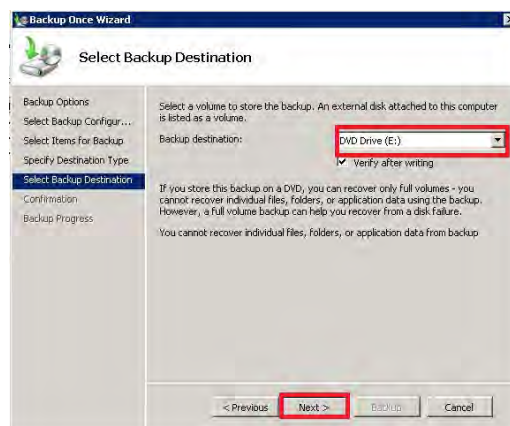 Backup Once Wizard
Select Backup Destination
Backup Options
Select Backup Configur...
Select Items for Backup
Specify Destination Type
Select Backup Destination
Confirmation
Backup Progress
Select a volume to store the backup. An external disk attached to this computer
is listed as a volume.
Backup destination:
DVD Drive (E:)
Verify after writing
If you store this backup on a DVD, you can recover only full volumes - you
cannot recover individual files, folders, or application data using the backup.
However, a full volume backup can help you recover from a disk failure.
You cannot recover individual files, folders, or application data from backup
< Previous
Next >
Backup
Cancel